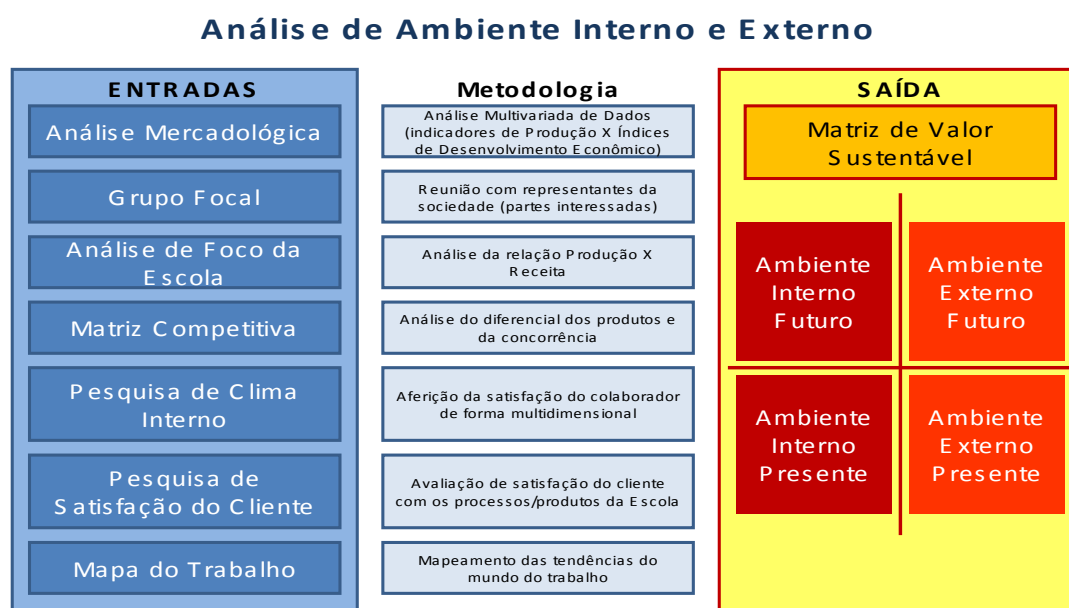 Análise de Ambiente Interno e Externo
ENTRADAS
Análise Mercadológica
Grupo Focal
Análise de Foco da
Escola
Matriz Competitiva
Pesquisa de Clima
Interno
Pesquisa de
Satisfação do Cliente
Mapa do Trabalho
Metodologia
Análise Multivariada de Dados
(indicadores de Produção X Índices
de Desenvolvimento Econômico)
Reunião com representantes da
sociedade (partes interessadas)
Análise da relação Produção X
Receita
Análise do diferencial dos produtos e
da concorrência
Aferição da satisfação do colaborador
de forma multidimensional
Avaliação de satisfação do cliente
com os processos/produtos da Escola
Mapeamento das tendências do
mundo do trabalho
SAÍDA
Matriz de Valor
Sustentável
Ambiente
Interno
Futuro
Ambiente
Externo
Futuro
Ambiente
Interno
Presente
Ambiente
Externo
Presente